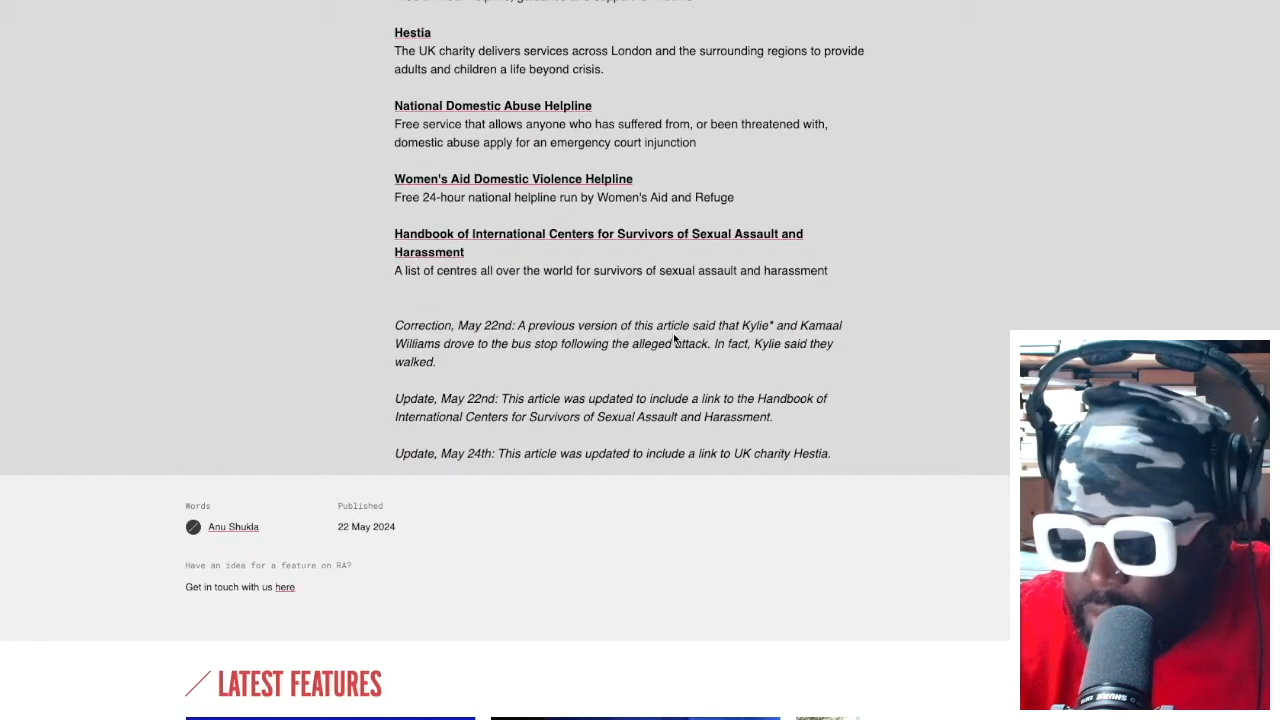 Hestia
The UK charity delivers services across London and the surrounding regions to provide
adults and children a life beyond crisis.
National Domestic Abuse Helpline
Free service that allows anyone who has suffered from, or been threatened with,
domestic abuse apply for an emergency court injunction
Women's Aid Domestic Violence Helpline
Free 24-hour national helpline run by Women's Aid and Refuge
Handbook of International Centers for Survivors of Sexual Assault and
Harassment
A list of centres all over the world for survivors of sexual assault and harassment
Correction, May 22nd: A previous version of this article said that Kylie* and Kamaal
Williams drove to the bus stop following the alleged attack. In fact, Kylie said they
walked.
Update, May 22nd: This article was updated to include a link to the Handbook of
International Centers for Survivors of Sexual Assault and Harassment.
Update, May 24th: This article was updated to include a link to UK charity Hestia.
Words
Anu Shukla
Published
22 May 2024
Have an idea for a feature on RA?
Get in touch with us here
LATEST FEATURES
SHURE